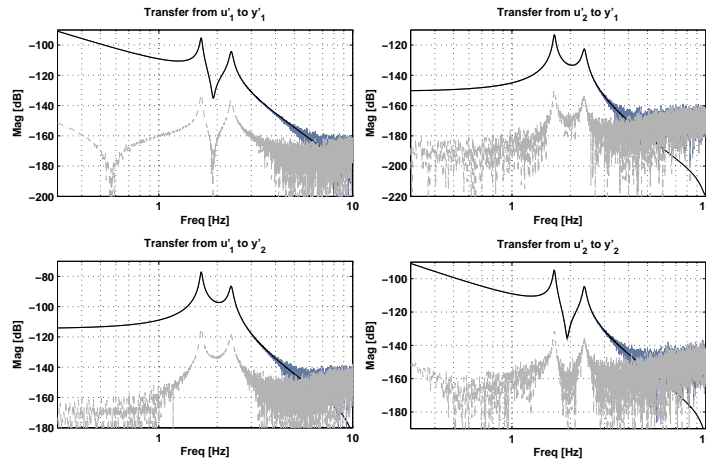 Transfer from u'1 to y'1
Mag [dB]
−100
−120
−140
−160
−180
−200
1
10
Freq [Hz]
Transfer from u'2 to y'1
Mag [dB]
−120
−140
−160
−180
−200
−220
1
10
Freq [Hz]
Transfer from u'1 to y'2
Mag [dB]
−80
−100
−120
−140
−160
−180
1
10
Freq [Hz]
Transfer from u'2 to y'2
Mag [dB]
−100
−120
−140
−160
−180
1
10
Freq [Hz]